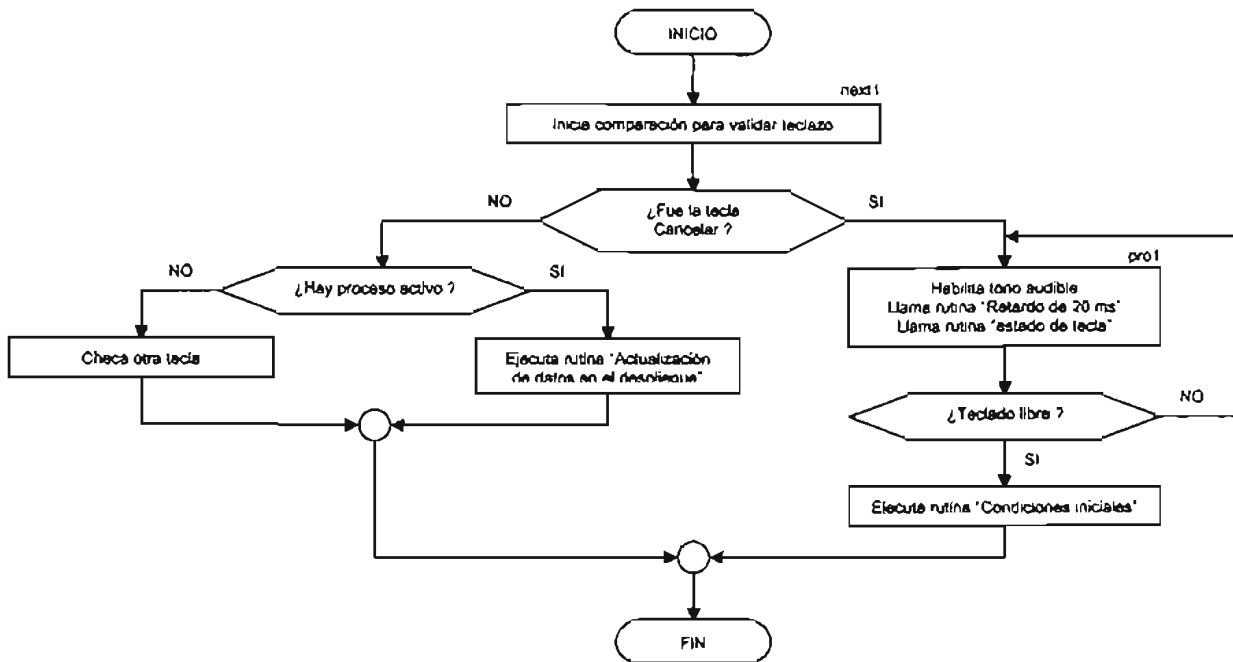 INICIO
next1
Inicia comparación para validar teclazo
¿Fue la tecla
Cancelar ?
NO
SI
pro1
NO
¿Hay proceso activo ?
SI
Habilita tono audible
Llama rutina "Retardo de 20 ms"
Llama rutina "estado de tecla"
Checa otra tecla
Ejecuta rutina "Actualización
de datos en el despliegue"
¿Teclado libre ?
NO
SI
Ejecuta rutina "Condiciones iniciales"
FIN